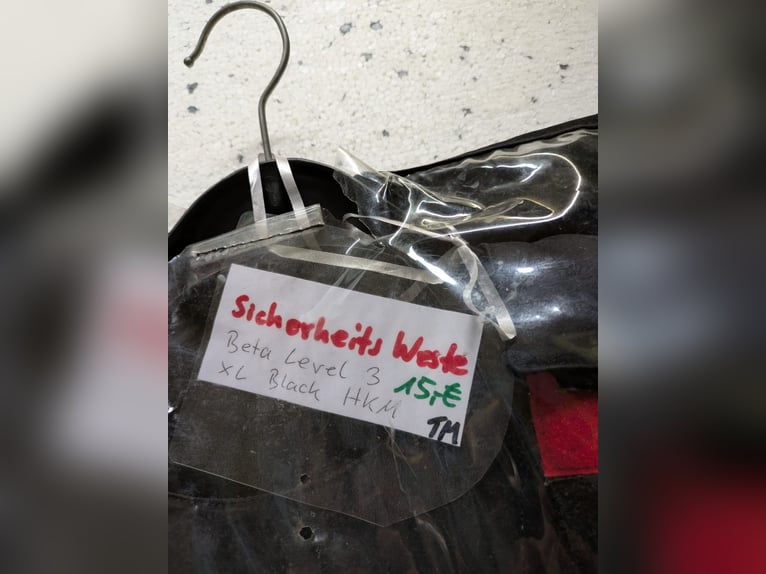 Sicherheits Weste
Beta Level 3
XL Black HKM
15,-€
TM